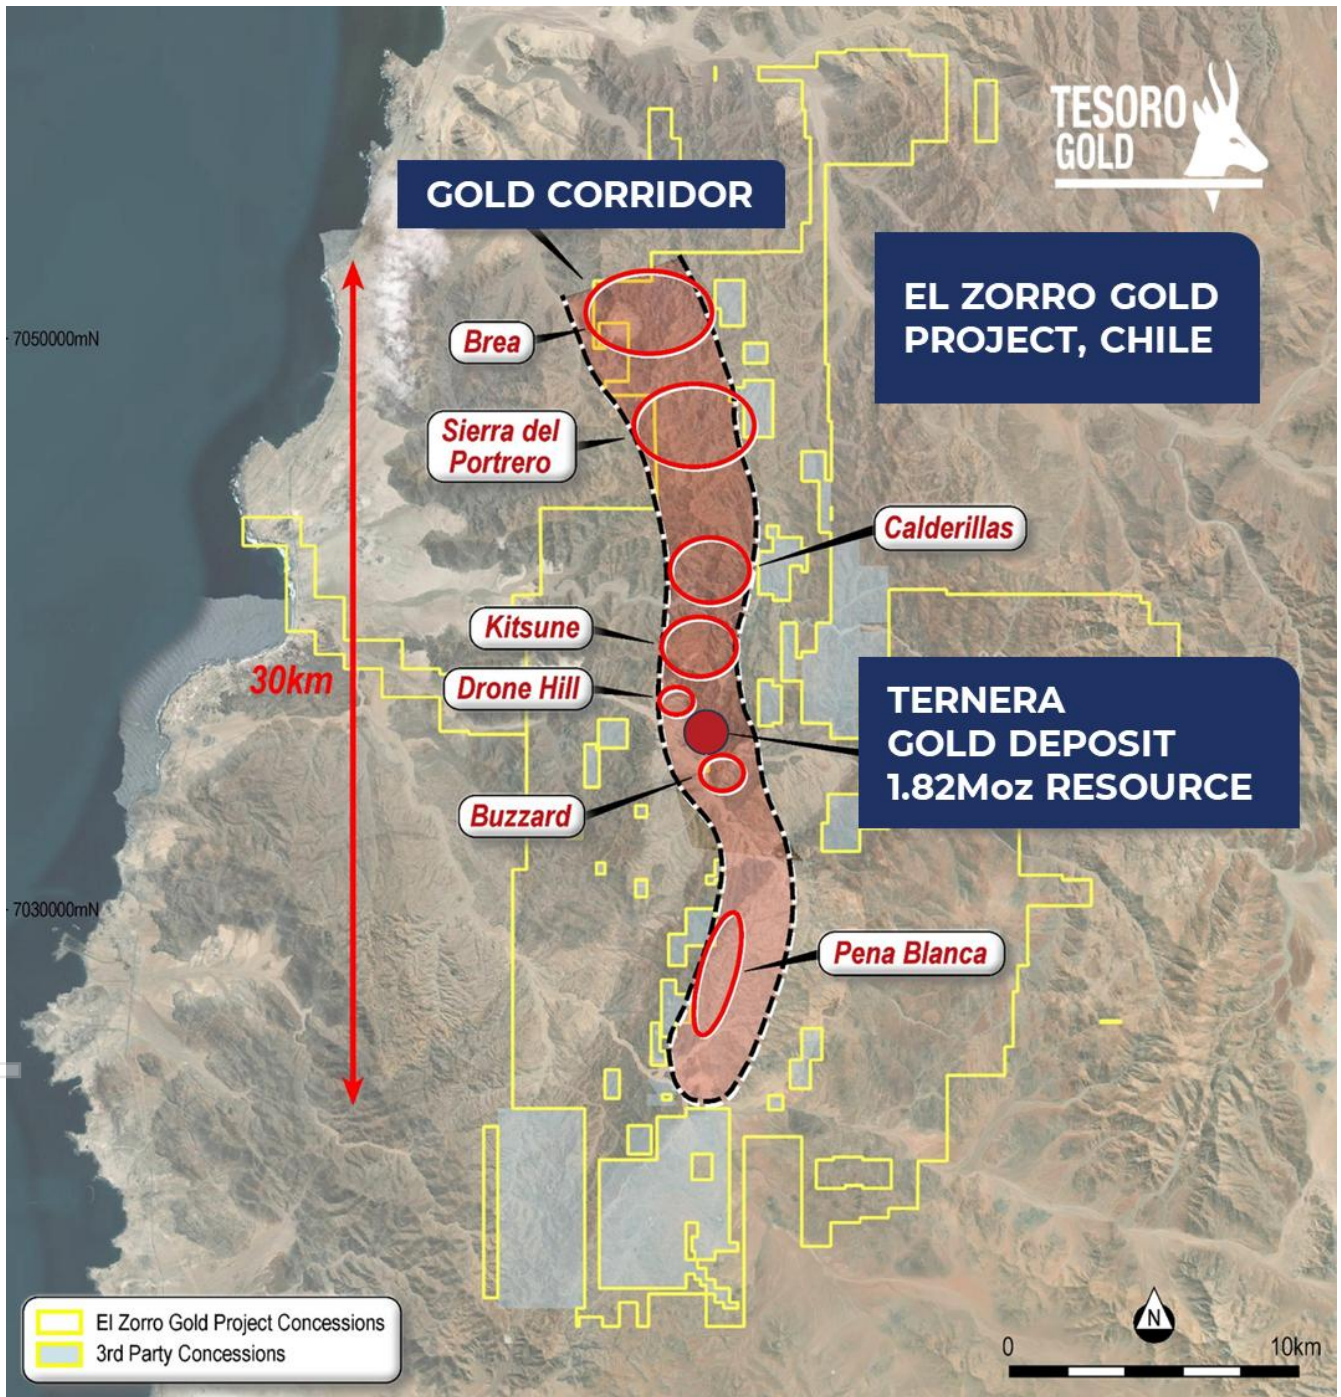 TESORO
GOLD
GOLD CORRIDOR
EL ZORRO GOLD
PROJECT, CHILE
7050000mN
Brea
Sierra del
Portrero
Calderillas
Kitsune
30km
Drone Hill
TERNERA
GOLD DEPOSIT
1.82Moz RESOURCE
Buzzard
7030000mN
Pena Blanca
El Zorro Gold Project Concessions
3rd Party Concessions
N
0
10km